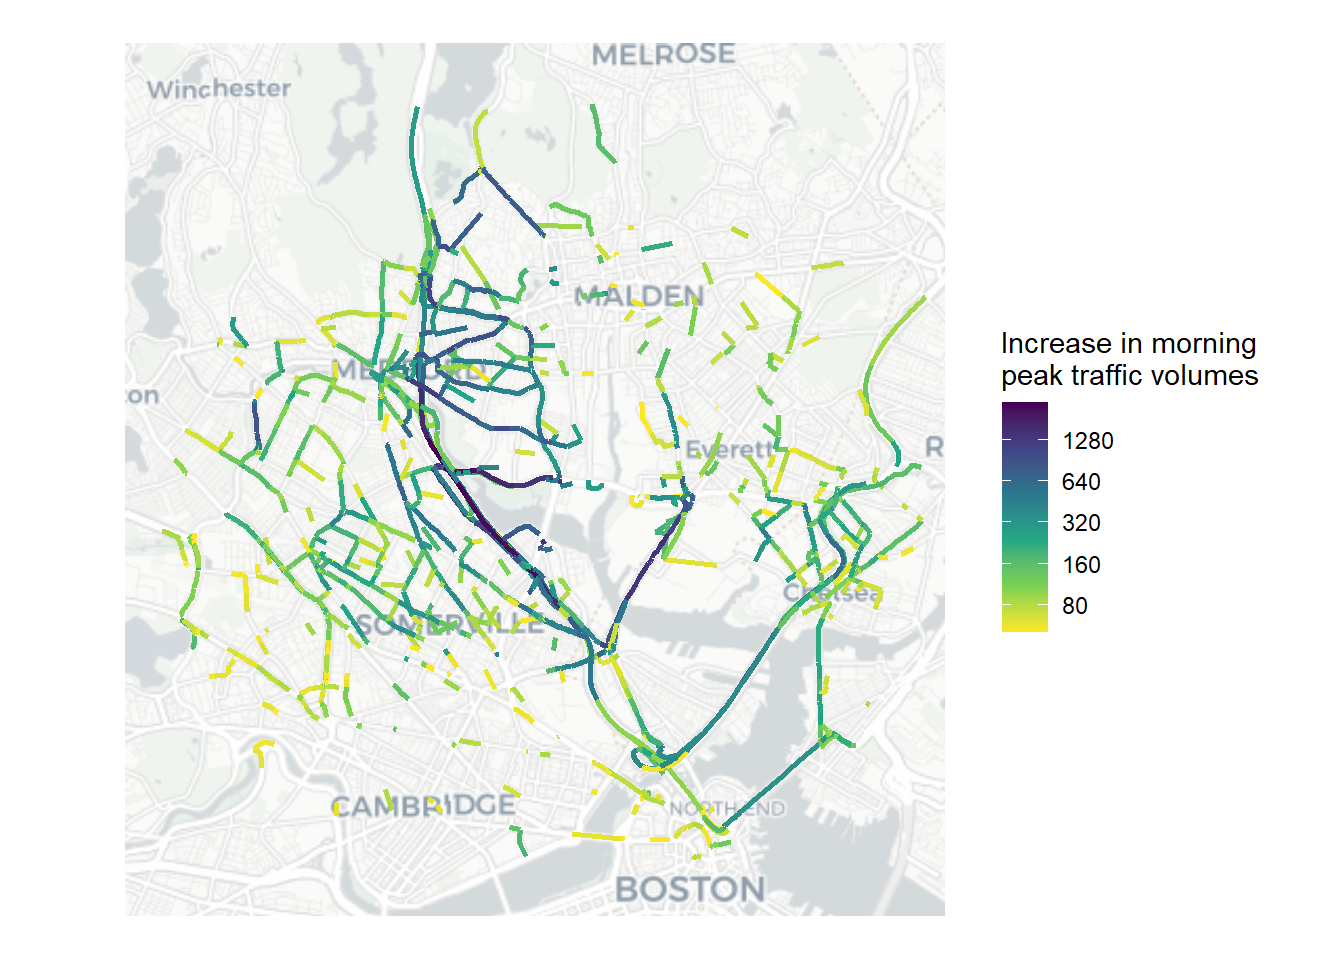 MELROSE
Winchester
MALDEN
Increase in morning
peak traffic volumes
MEDFORD
ton
1280
Everett
R
640
320
160
Chelsea
80
SOMERVILLE
CAMBRIDGE
NORTH END
BOSTON